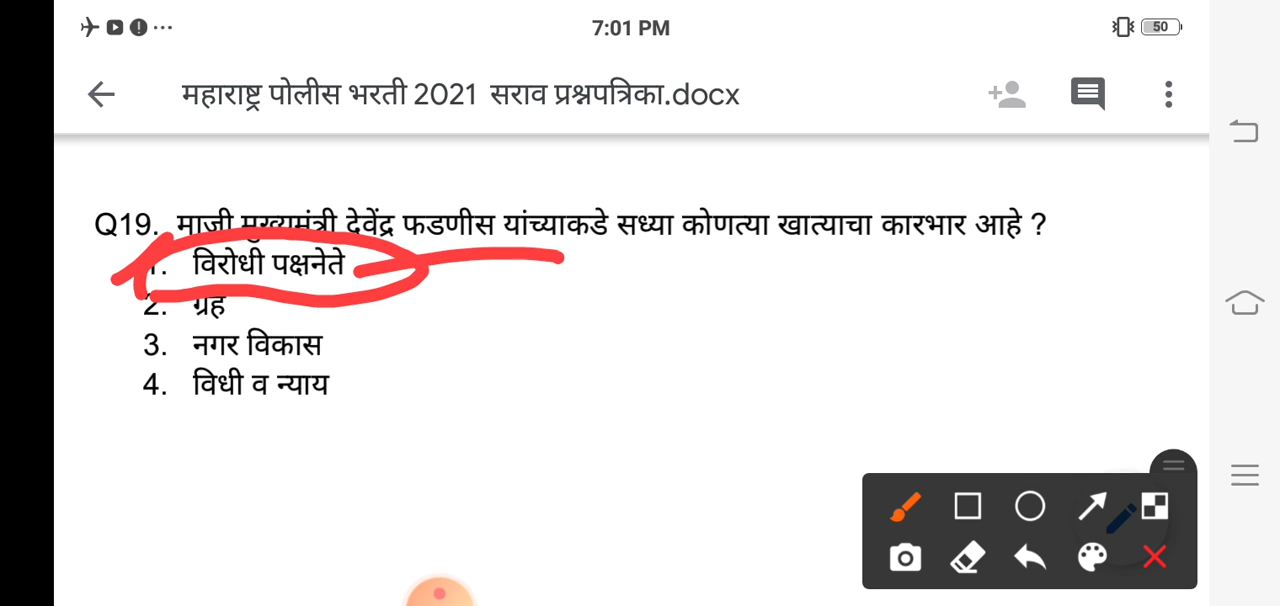 7:01 PM
50
महाराष्ट्र पोलीस भरती 2021 सराव प्रश्नपत्रिका.docx
Q19. माजी मुख्यमंत्री देवेंद्र फडणीस यांच्याकडे सध्या कोणत्या खात्याचा कारभार आहे ?
1. विरोधी पक्षनेते
2. ग्रह
3. नगर विकास
4. विधी व न्याय